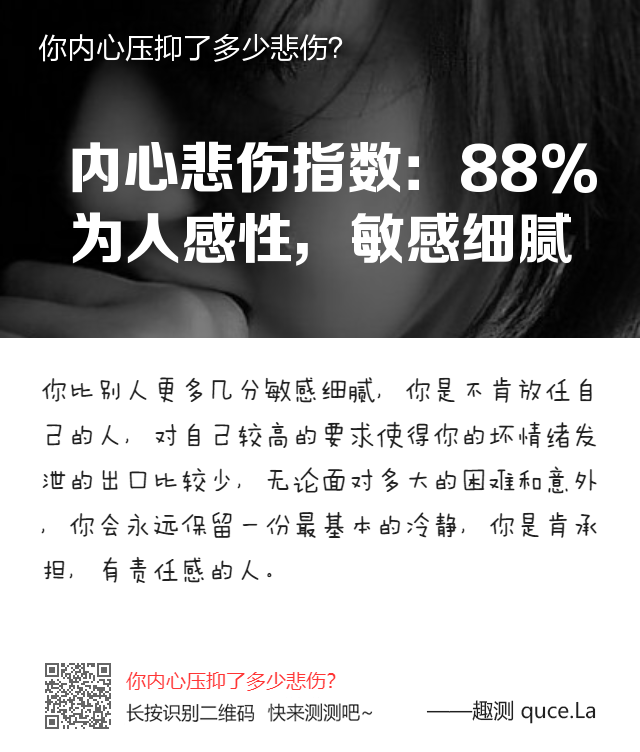 你内心压抑了多少悲伤？
内心悲伤指数：88%
为人感性，敏感细腻
你比别人更多几分敏感细腻，你是不肯放任自
己的人，对自己较高的要求使得你的坏情绪发
泄的出口比较少，无论面对多大的困难和意外
，你会永远保留一份最基本的冷静，你是肯承
担，有责任感的人。
你内心压抑了多少悲伤？
长按识别二维码 快来测测吧~
——趣测 quce.La